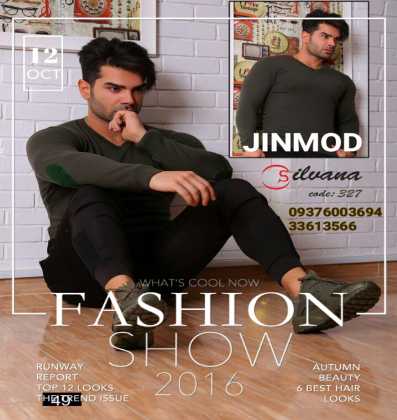 12
OCT
JINMOD
Silvana
code: 327
09376003694
33613566
WHAT'S COOL NOW
FASHION
SHOW
2016
RUNWAY
REPORT
TOP 12 LOOKS
THE TREND ISSUE
49
AUTUMN
BEAUTY
6 BEST HAIR
LOOKS